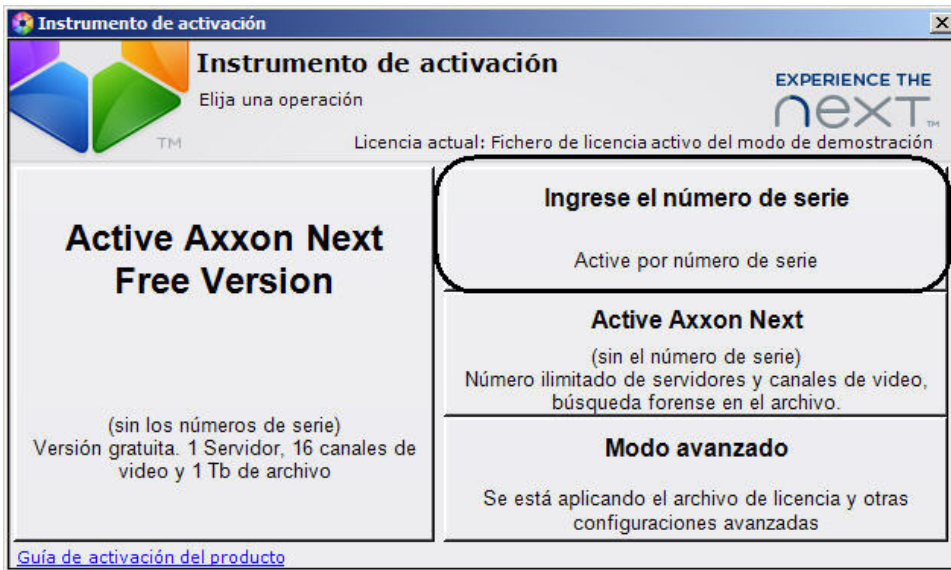 Instrumento de activación
Instrumento de activación
Elija una operación
EXPERIENCE THE
next™
TM
Licencia actual: Fichero de licencia activo del modo de demostración
Active Axxon Next
Free Version
(sin los números de serie)
Versión gratuita. 1 Servidor, 16 canales de
video y 1 Tb de archivo
Ingrese el número de serie
Active por número de serie
Active Axxon Next
(sin el número de serie)
Número ilimitado de servidores y canales de video,
búsqueda forense en el archivo.
Modo avanzado
Se está aplicando el archivo de licencia y otras
configuraciones avanzadas
Guía de activación del producto